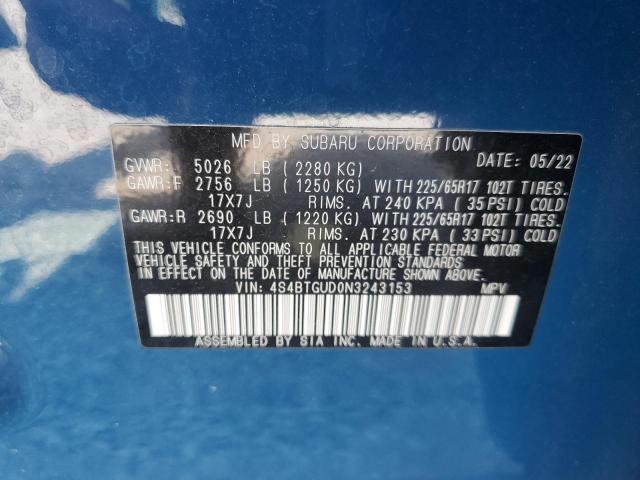 MFD BY SUBARU CORPORATION
GVWR: 5026 LB ( 2280 KG) DATE: 05/22
GAWR:F 2756 LB ( 1250 KG) WITH 225/65R17 102T TIRES.
17X7J RIMS. AT 240 KPA ( 35 PSI) COLD
GAWR:R 2690 LB ( 1220 KG) WITH 225/65R17 102T TIRES.
17X7J RIMS. AT 230 KPA ( 33 PSI) COLD
THIS VEHICLE CONFORMS TO ALL APPLICABLE FEDERAL MOTOR
VEHICLE SAFETY AND THEFT PREVENTION STANDARDS
IN EFFECT ON THE DATE OF MANUFACTURE SHOWN ABOVE.
VIN: 4S4BTGUD0N3243153 MPV
ASSEMBLED BY SIA INC. MADE IN U.S.A.